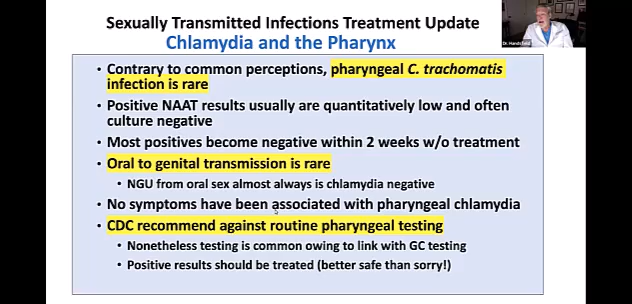 Sexually Transmitted Infections Treatment Update
Chlamydia and the Pharynx
• Contrary to common perceptions, pharyngeal C. trachomatis
infection is rare
• Positive NAAT results usually are quantitatively low and often
culture negative
• Most positives become negative within 2 weeks w/o treatment
• Oral to genital transmission is rare
• NGU from oral sex almost always is chlamydia negative
• No symptoms have been associated with pharyngeal chlamydia
• CDC recommend against routine pharyngeal testing
• Nonetheless testing is common owing to link with GC testing
• Positive results should be treated (better safe than sorry!)